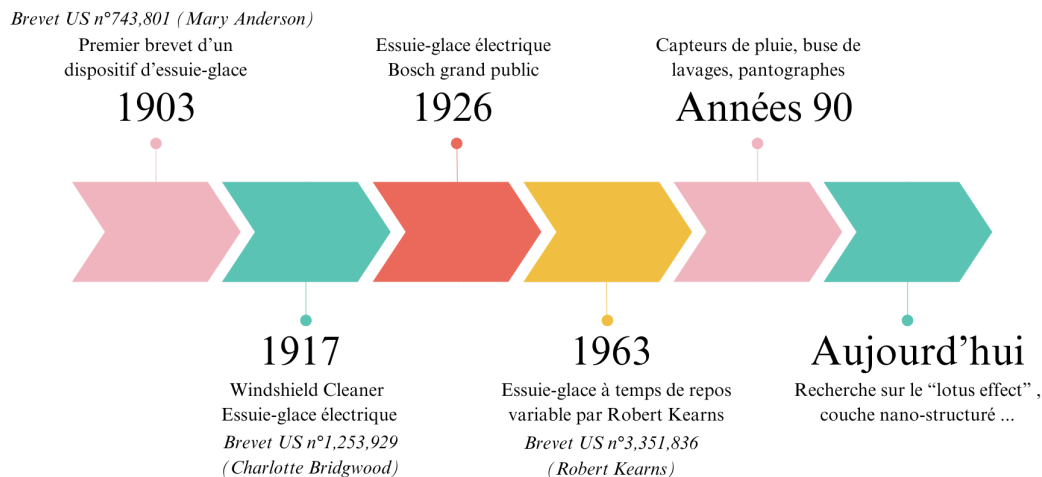 Brevet US n°743,801 (Mary Anderson)
Premier brevet d’un
dispositif d’essuie-glace
1903
Essuie-glace électrique
Bosch grand public
1926
Capteurs de pluie, buse de
lavages, pantographes
Années 90
1917
Windshield Cleaner
Essuie-glace électrique
Brevet US n°1,253,929
(Charlotte Bridgwood)
1963
Essuie-glace à temps de repos
variable par Robert Kearns
Brevet US n°3,351,836
(Robert Kearns)
Aujourd’hui
Recherche sur le “lotus effect” ,
couche nano-structuré ...